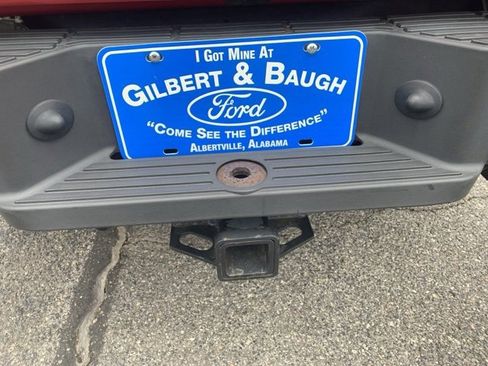 I GOT MINE AT
GILBERT & BAUGH
Ford
"COME SEE THE DIFFERENCE"
ALBERTVILLE, ALABAMA